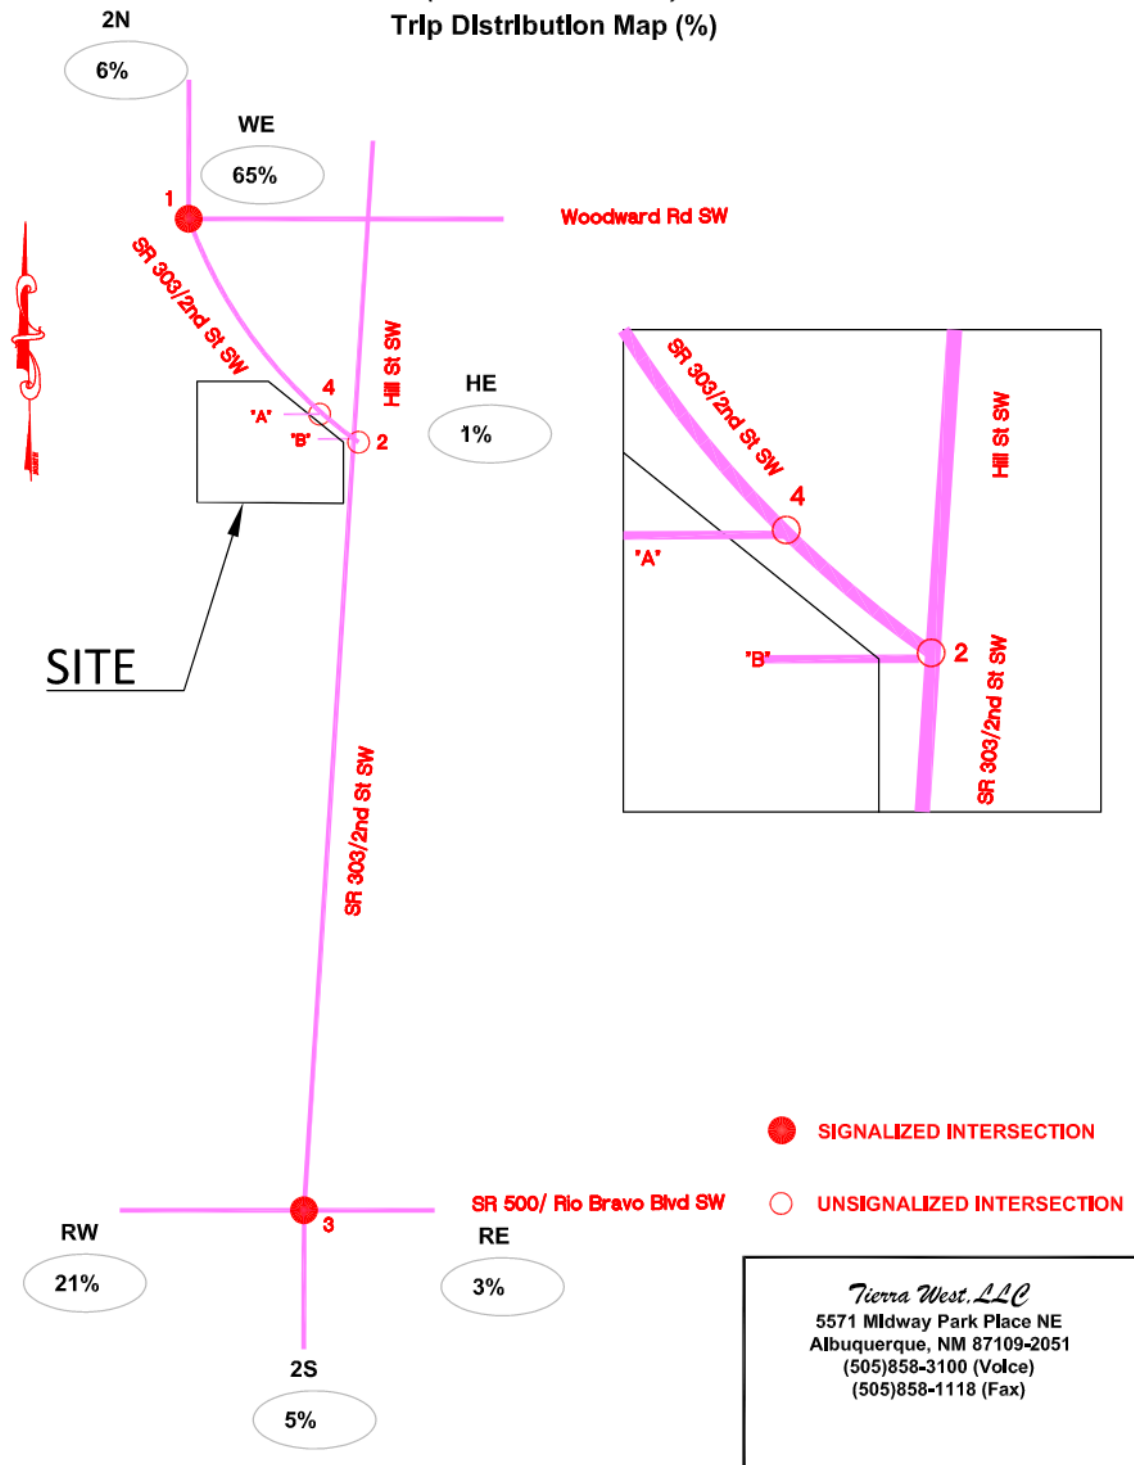 Trip Distribution Map (%)
2N
6%
WE
65%
1
Woodward Rd SW
SR 303/2nd St SW
Hill St SW
HE
1%
4
"A"
"B"
2
SITE
SR 303/2nd St SW
SR 303/2nd St SW
Hill St SW
4
"A"
"B"
2
SR 303/2nd St SW
SIGNALIZED INTERSECTION
UNSIGNALIZED INTERSECTION
SR 500/ Rio Bravo Blvd SW
3
RW
21%
RE
3%
2S
5%
Tierra West, LLC
5571 Midway Park Place NE
Albuquerque, NM 87109-2051
(505)858-3100 (Voice)
(505)858-1118 (Fax)